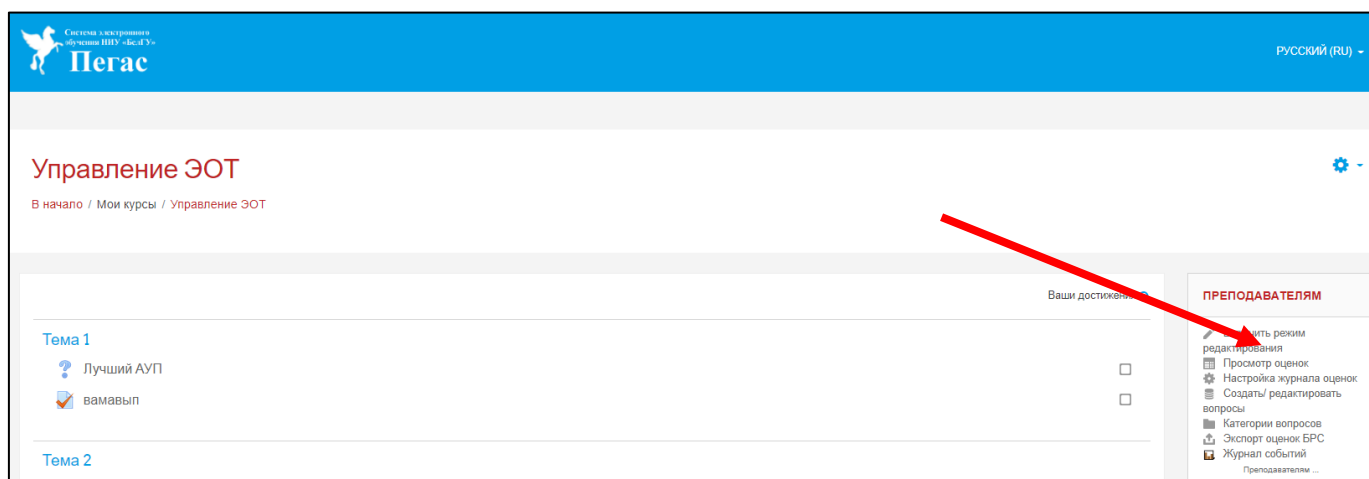 Система электронного
обучения НИУ «БелГУ»
Пегас
РУССКИЙ (RU)
Управление ЭОТ
В начало / Мои курсы / Управление ЭОТ
Ваши
ПРЕПОДАВАТЕЛЯМ
режим
редактирования
Просмотр оценок
Настройка журнала оценок
Создать/ редактировать
вопросы
Категории вопросов
Экспорт оценок БРС
Журнал событий
Преподавателям ...
Тема 1
Лучший АУП
вамавып
Тема 2